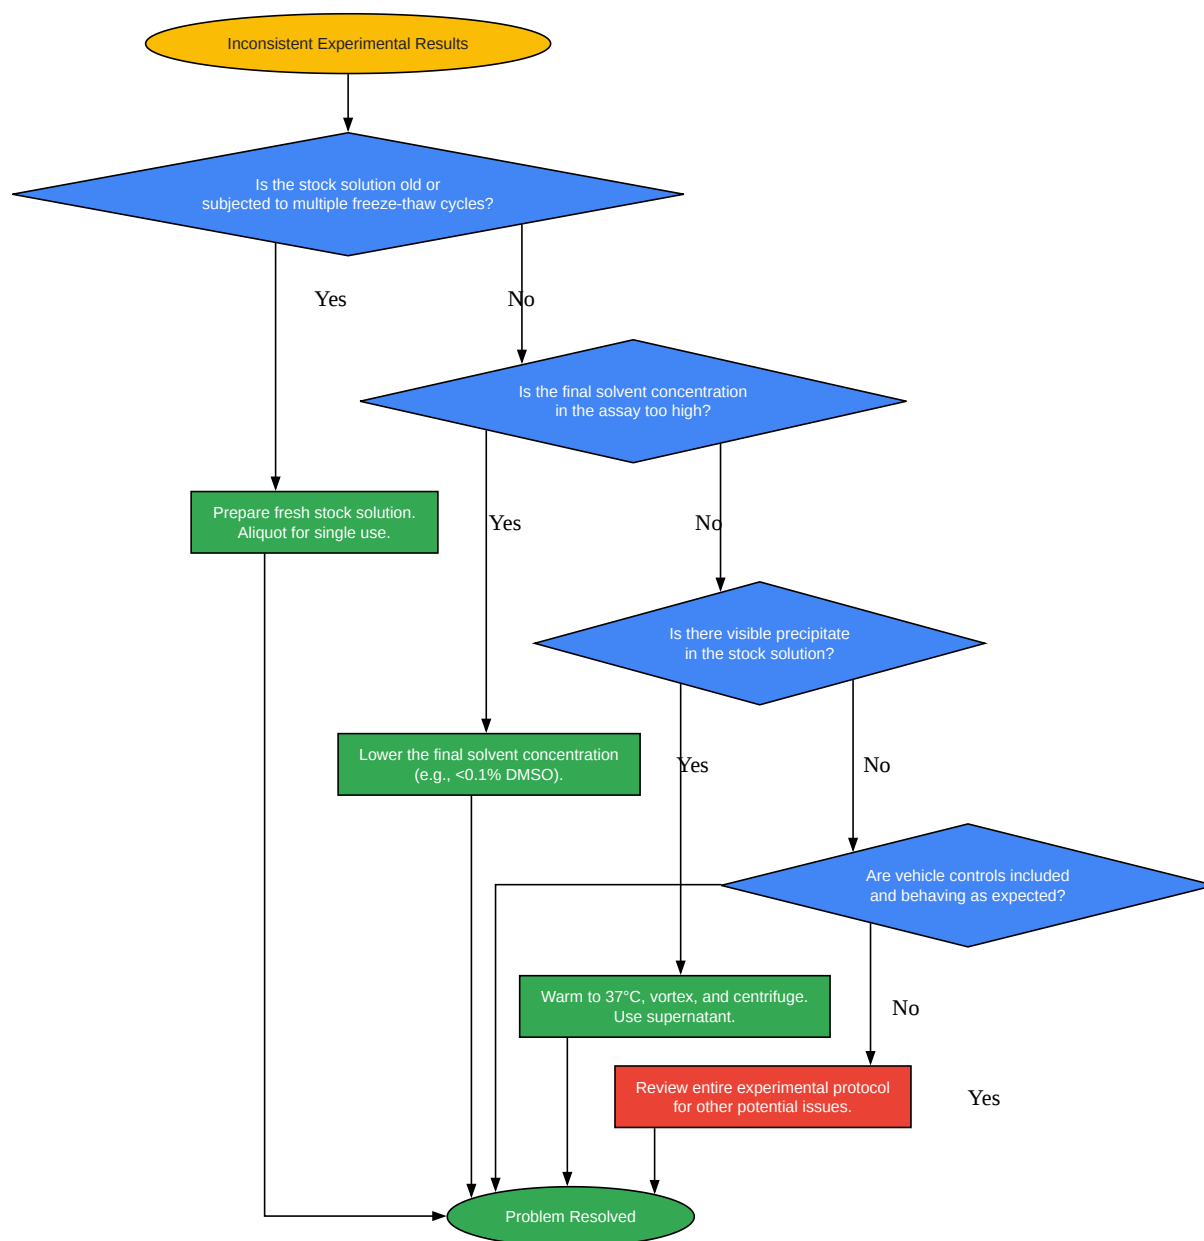 Inconsistent Experimental Results
Is the stock solution old or
subjected to multiple freeze-thaw cycles?
Yes
No
Is the final solvent concentration
in the assay too high?
Prepare fresh stock solution.
Aliquot for single use.
Yes
No
Is there visible precipitate
in the stock solution?
Lower the final solvent concentration
(e.g., <0.1% DMSO).
Yes
No
Are vehicle controls included
and behaving as expected?
Warm to 37°C, vortex, and centrifuge.
Use supernatant.
No
Review entire experimental protocol
for other potential issues.
Yes
Problem Resolved